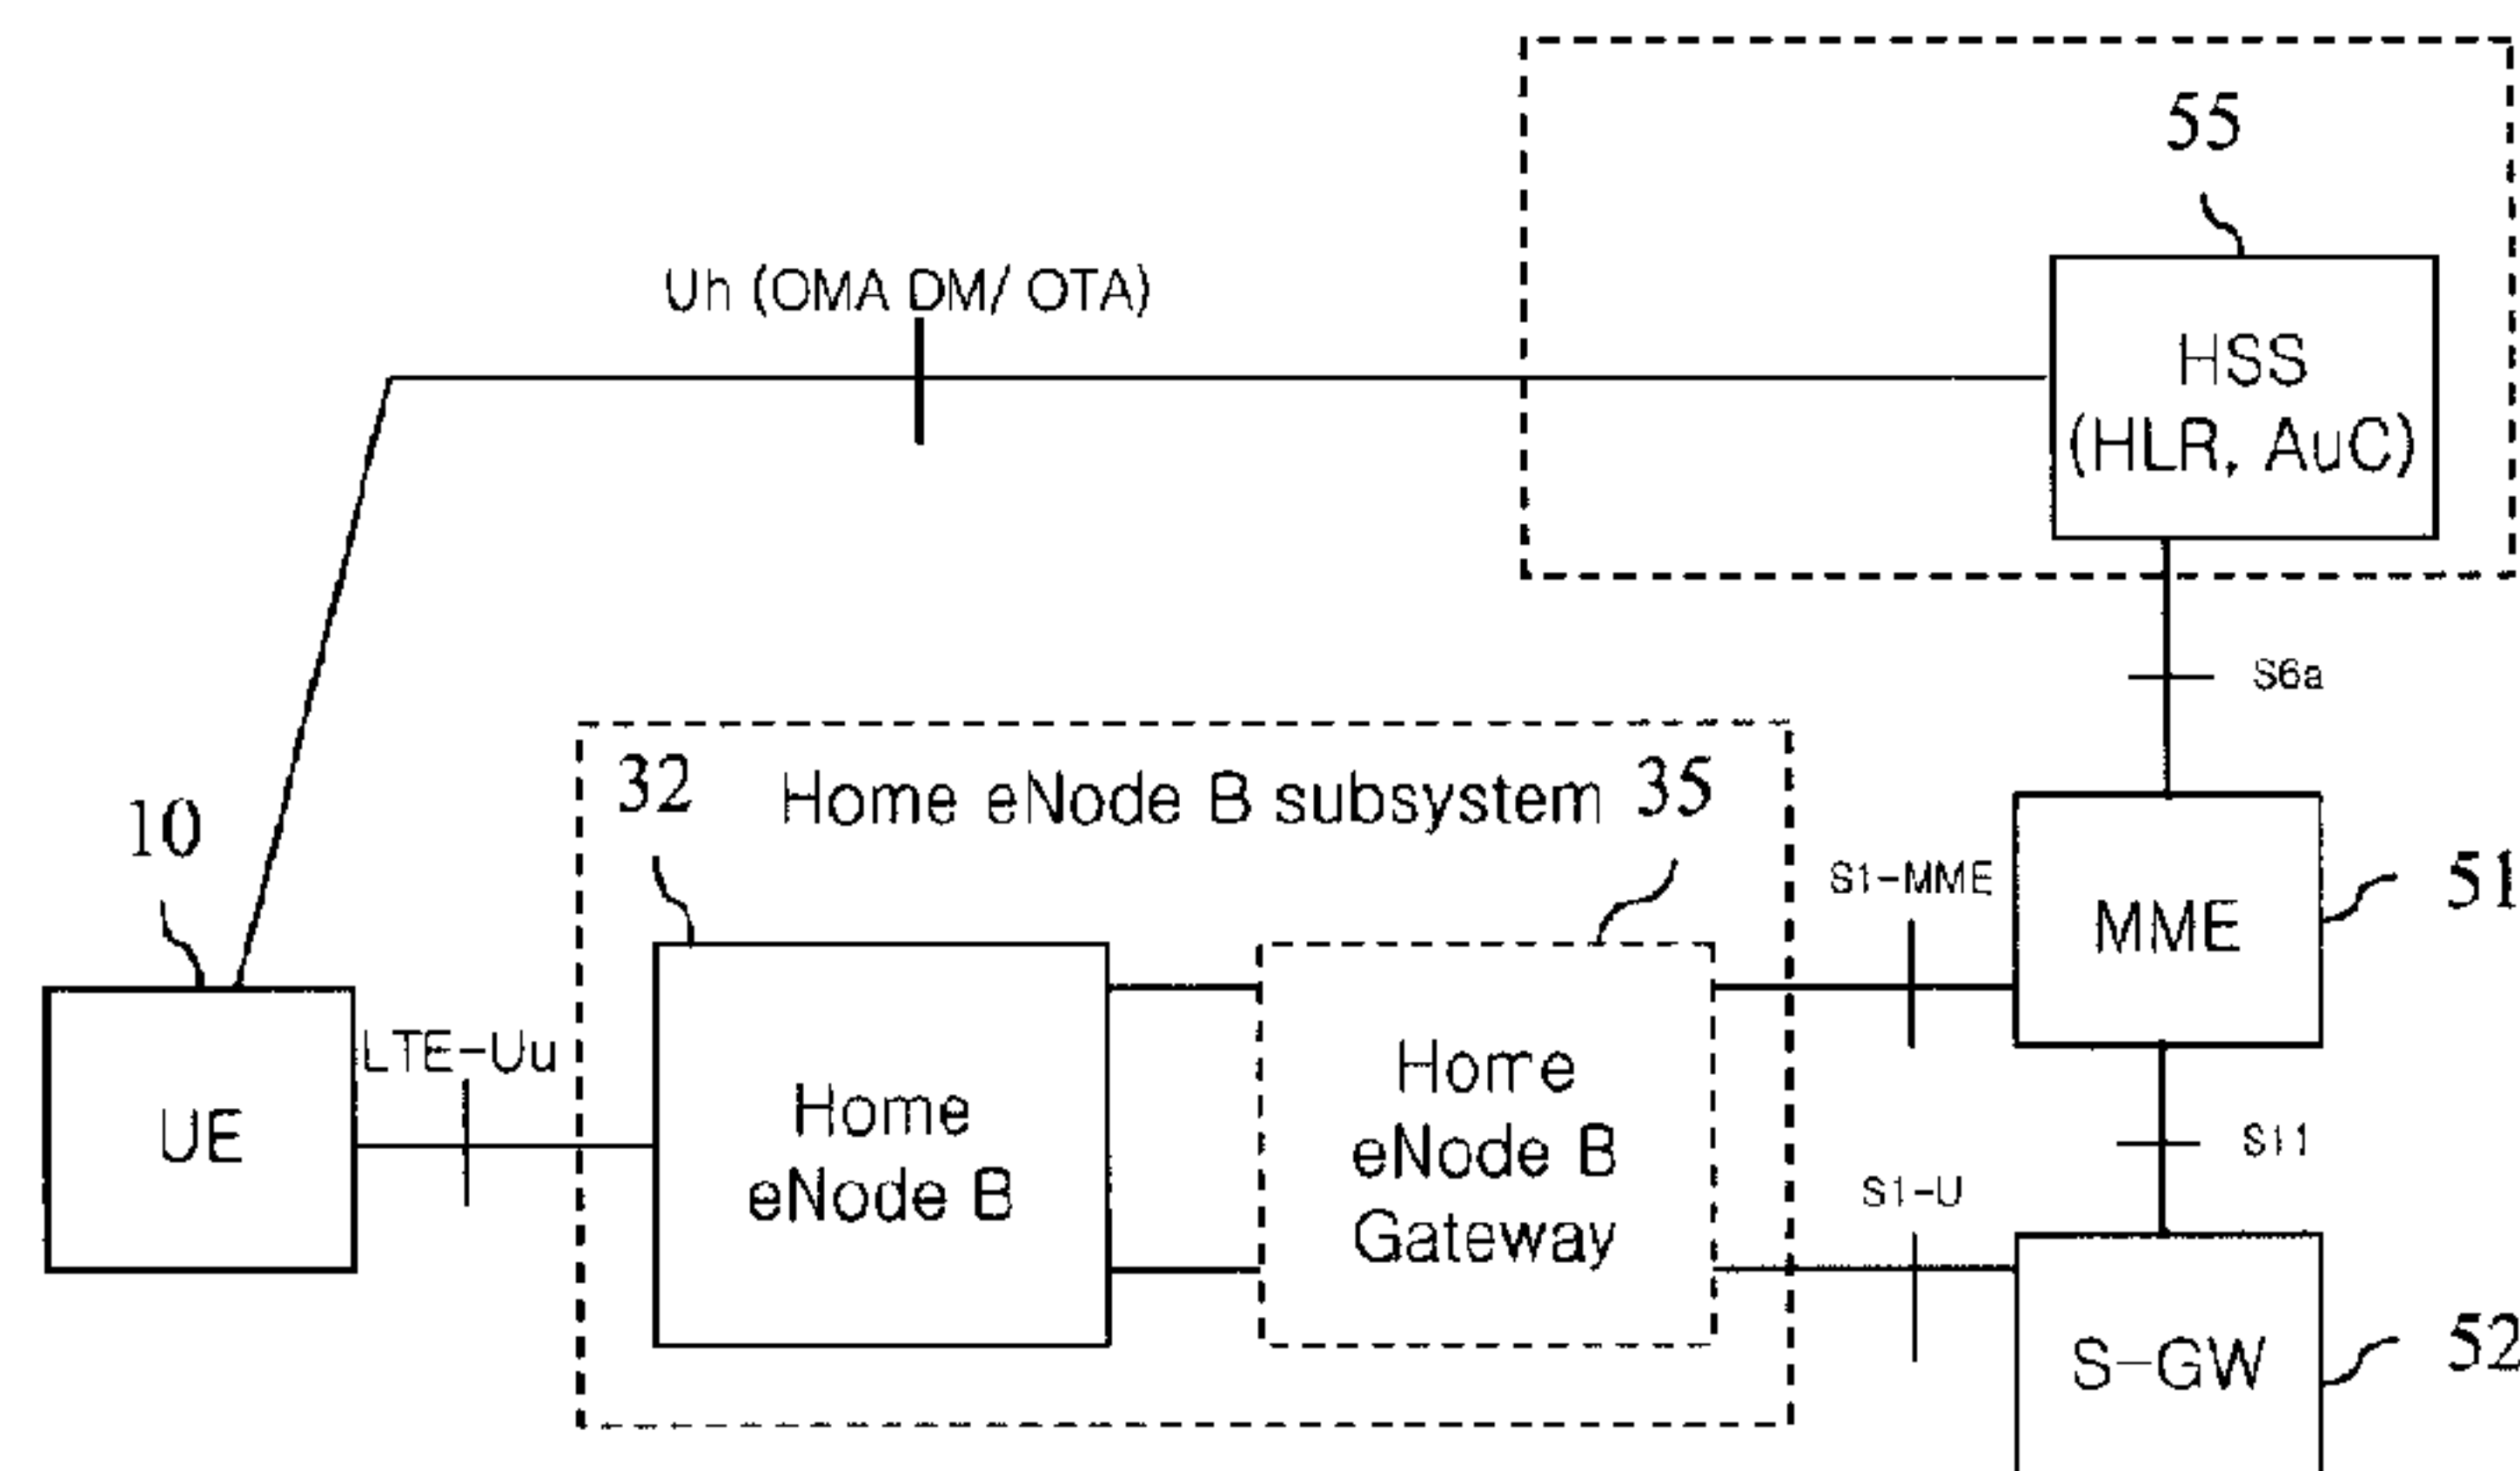 55
Uh (OMA DM/ OTA)
HSS
(HLR, AuC)
S6a
32
Home eNode B subsystem
35
10
S1-MME
51
MME
LTE-Uu
Home
eNode B
Home
eNode B
Gateway
UE
S11
S1-U
S-GW
52